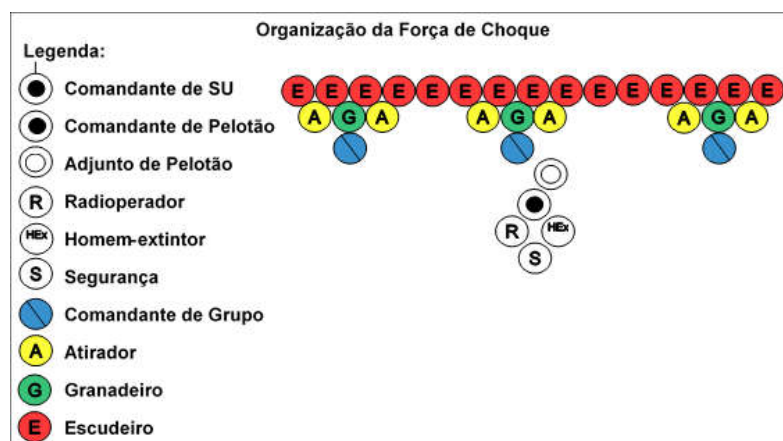 Organização da Força de Choque
Legenda:
Comandante de SU
Comandante de Pelotão
Adjunto de Pelotão
R Radioperador
HEx Homem-extintor
S Segurança
Comandante de Grupo
A Atirador
G Granadeiro
E Escudeiro
E E E E E E E E E E E E E E E
A G A A G A A G A
R HEx
S